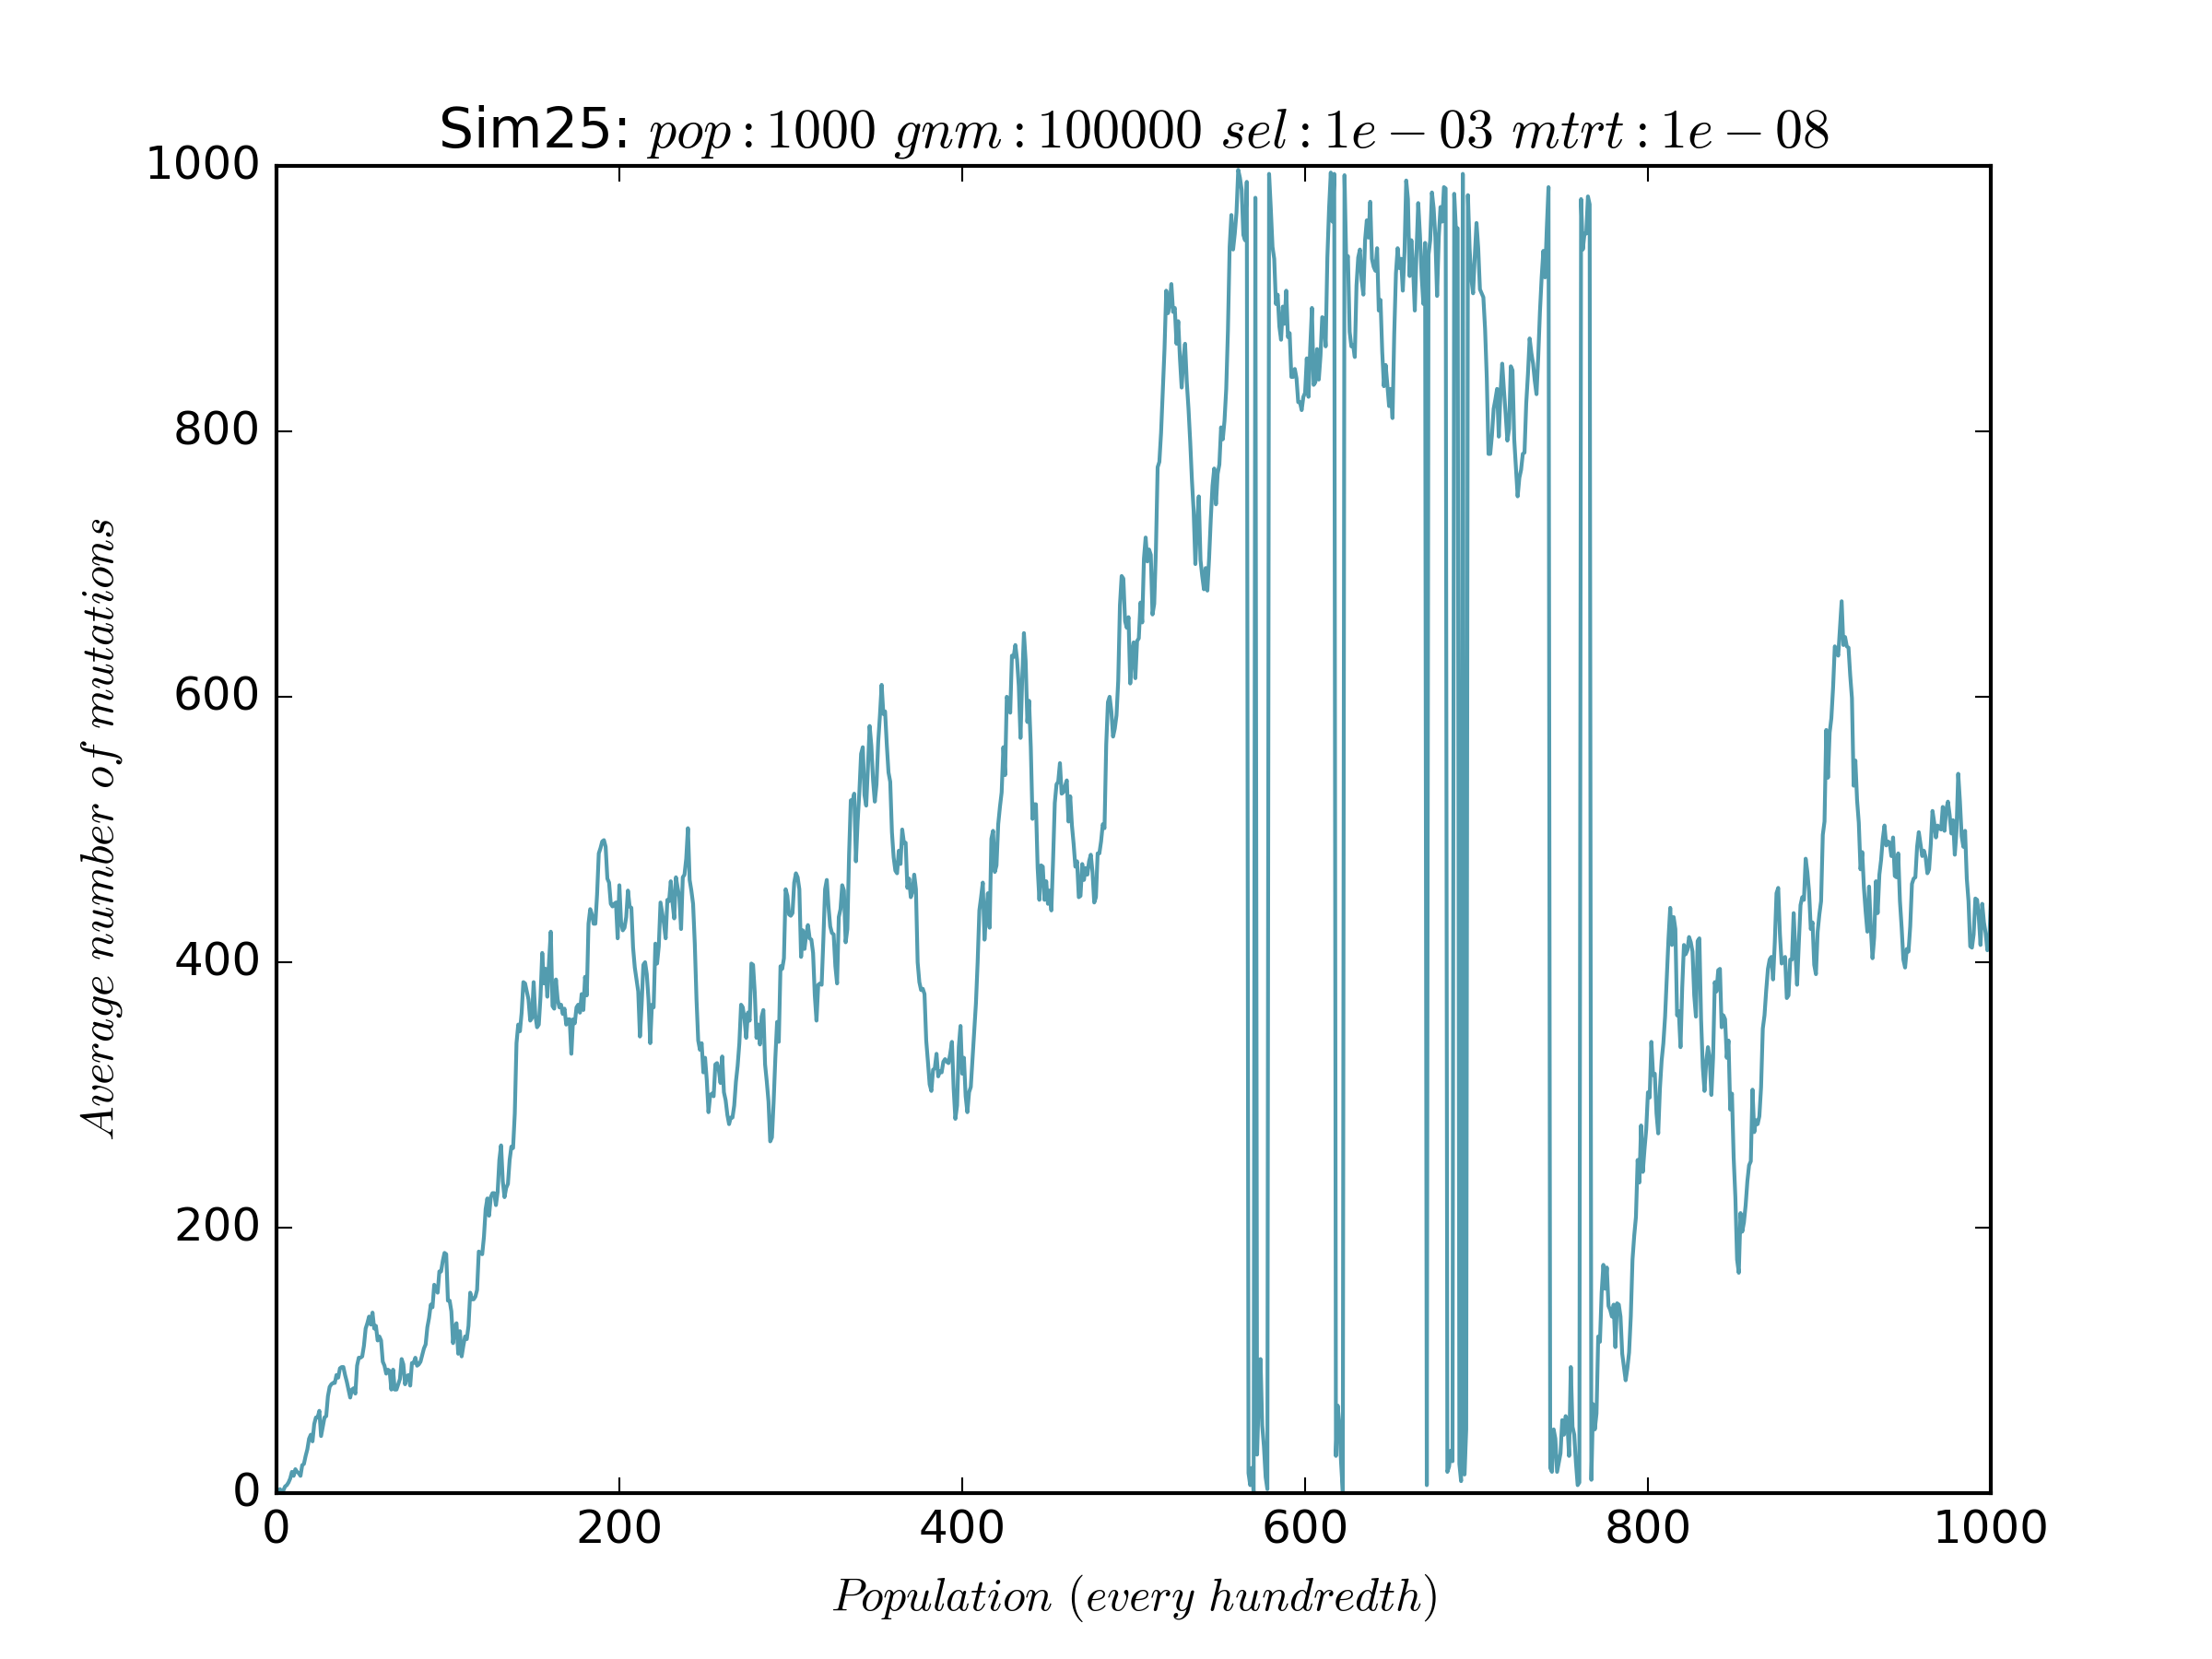 Sim25: pop : 1000 gnm : 100000 sel : 1e − 03 mtrt : 1e − 08
1000
800
600
400
200
0
Average number of mutations
0 200 400 600 800 1000
Population (every hundredth)